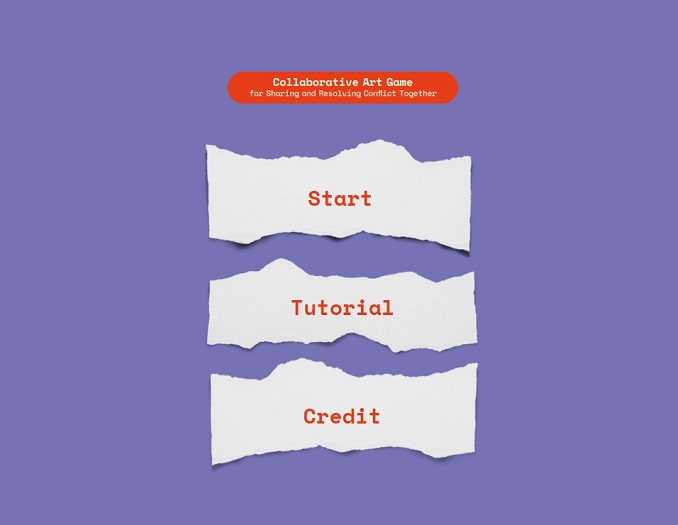 Collaborative Art Game
for Sharing and Resolving Conflict Together
Start
Tutorial
Credit